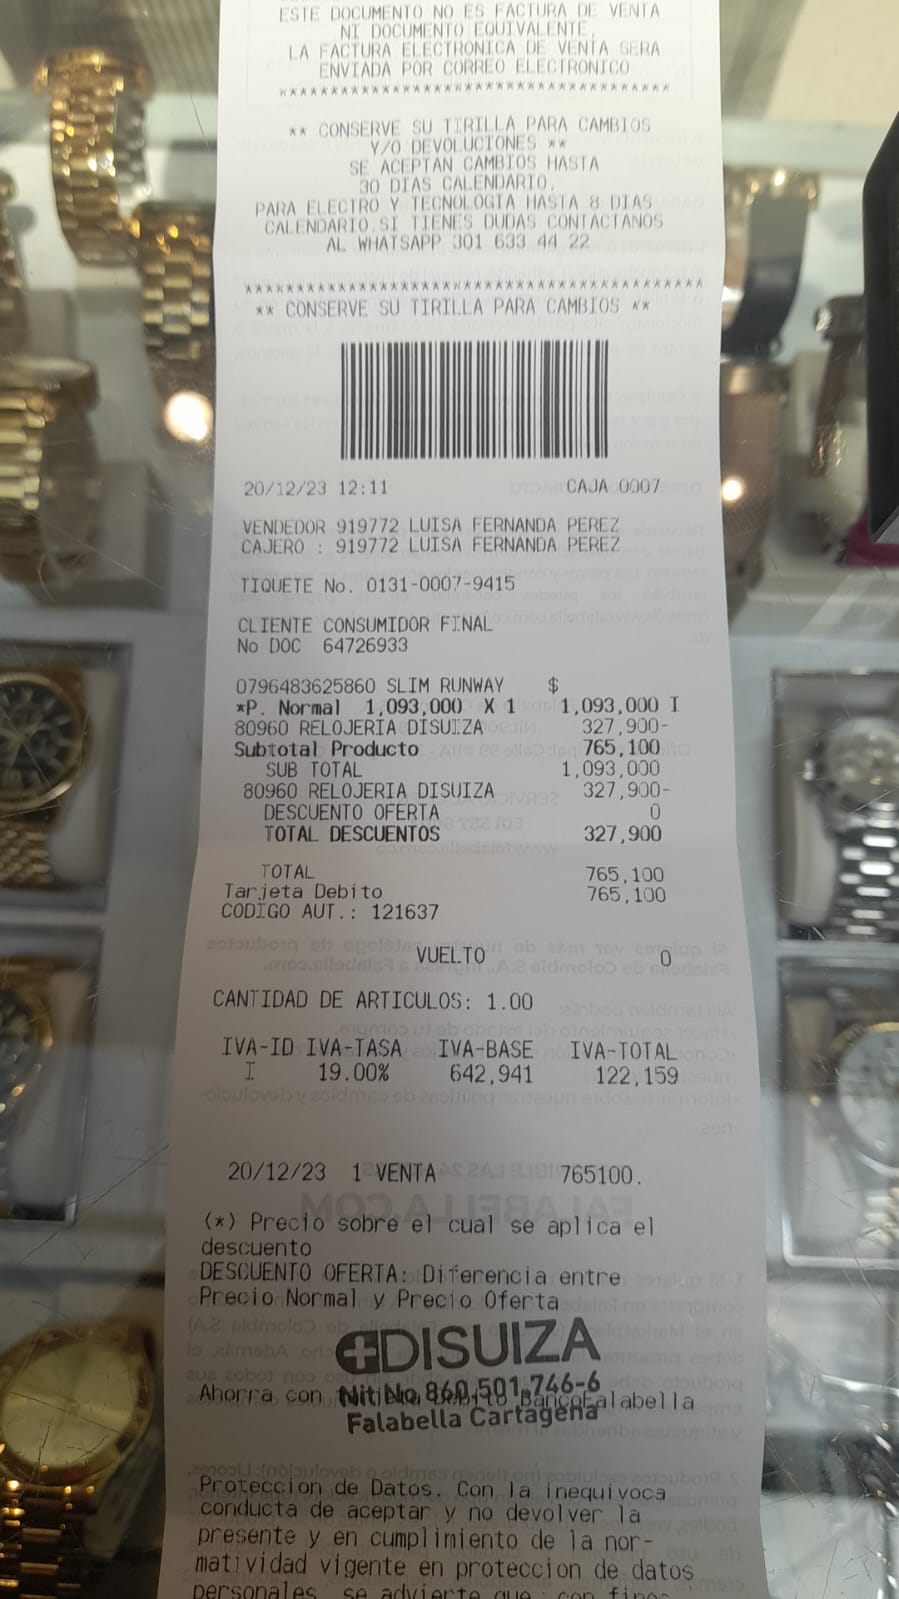 ESTE DOCUMENTO NO ES FACTURA DE VENTA
NI DOCUMENTO EQUIVALENTE,
LA FACTURA ELECTRONICA DE VENTA SERA
ENVIADA POR CORREO ELECTRONICO
****************************************
** CONSERVE SU TIRILLA PARA CAMBIOS
Y/O DEVOLUCIONES **
SE ACEPTAN CAMBIOS HASTA
30 DIAS CALENDARIO.
PARA ELECTRO Y TECNOLOGIA HASTA 8 DIAS
CALENDARIO.SI TIENES DUDAS CONTACTANOS
AL WHATSAPP 301 633 44 22
****************************************
** CONSERVE SU TIRILLA PARA CAMBIOS **
20/12/23 12:11 CAJA 0007
VENDEDOR 919772 LUISA FERNANDA PEREZ
CAJERO : 919772 LUISA FERNANDA PEREZ
TIQUETE No. 0131-0007-9415
CLIENTE CONSUMIDOR FINAL
No DOC 64726933
0796483625860 SLIM RUNWAY $
*P. Normal 1,093,000 X 1 1,093,000 I
80960 RELOJERIA DISUIZA 327,900-
Subtotal Producto 765,100
SUB TOTAL 1,093,000
80960 RELOJERIA DISUIZA 327,900-
DESCUENTO OFERTA 0
TOTAL DESCUENTOS 327,900
TOTAL 765,100
Tarjeta Debito 765,100
CODIGO AUT.: 121637
VUELTO 0
CANTIDAD DE ARTICULOS: 1.00
IVA-ID IVA-TASA IVA-BASE IVA-TOTAL
I 19.00% 642,941 122,159
20/12/23 1 VENTA 765100.
(*) Precio sobre el cual se aplica el
descuento
DESCUENTO OFERTA: Diferencia entre
Precio Normal y Precio Oferta
DISUIZA
Nit.No.860.501.746-6
Ahorra con Debito BancoFalabella
Falabella Cartagena
Proteccion de Datos. Con la inequivoca
conducta de aceptar y no devolver la
presente y en cumplimiento de la nor-
matividad vigente en proteccion de datos
personales, se advierte que, con fines